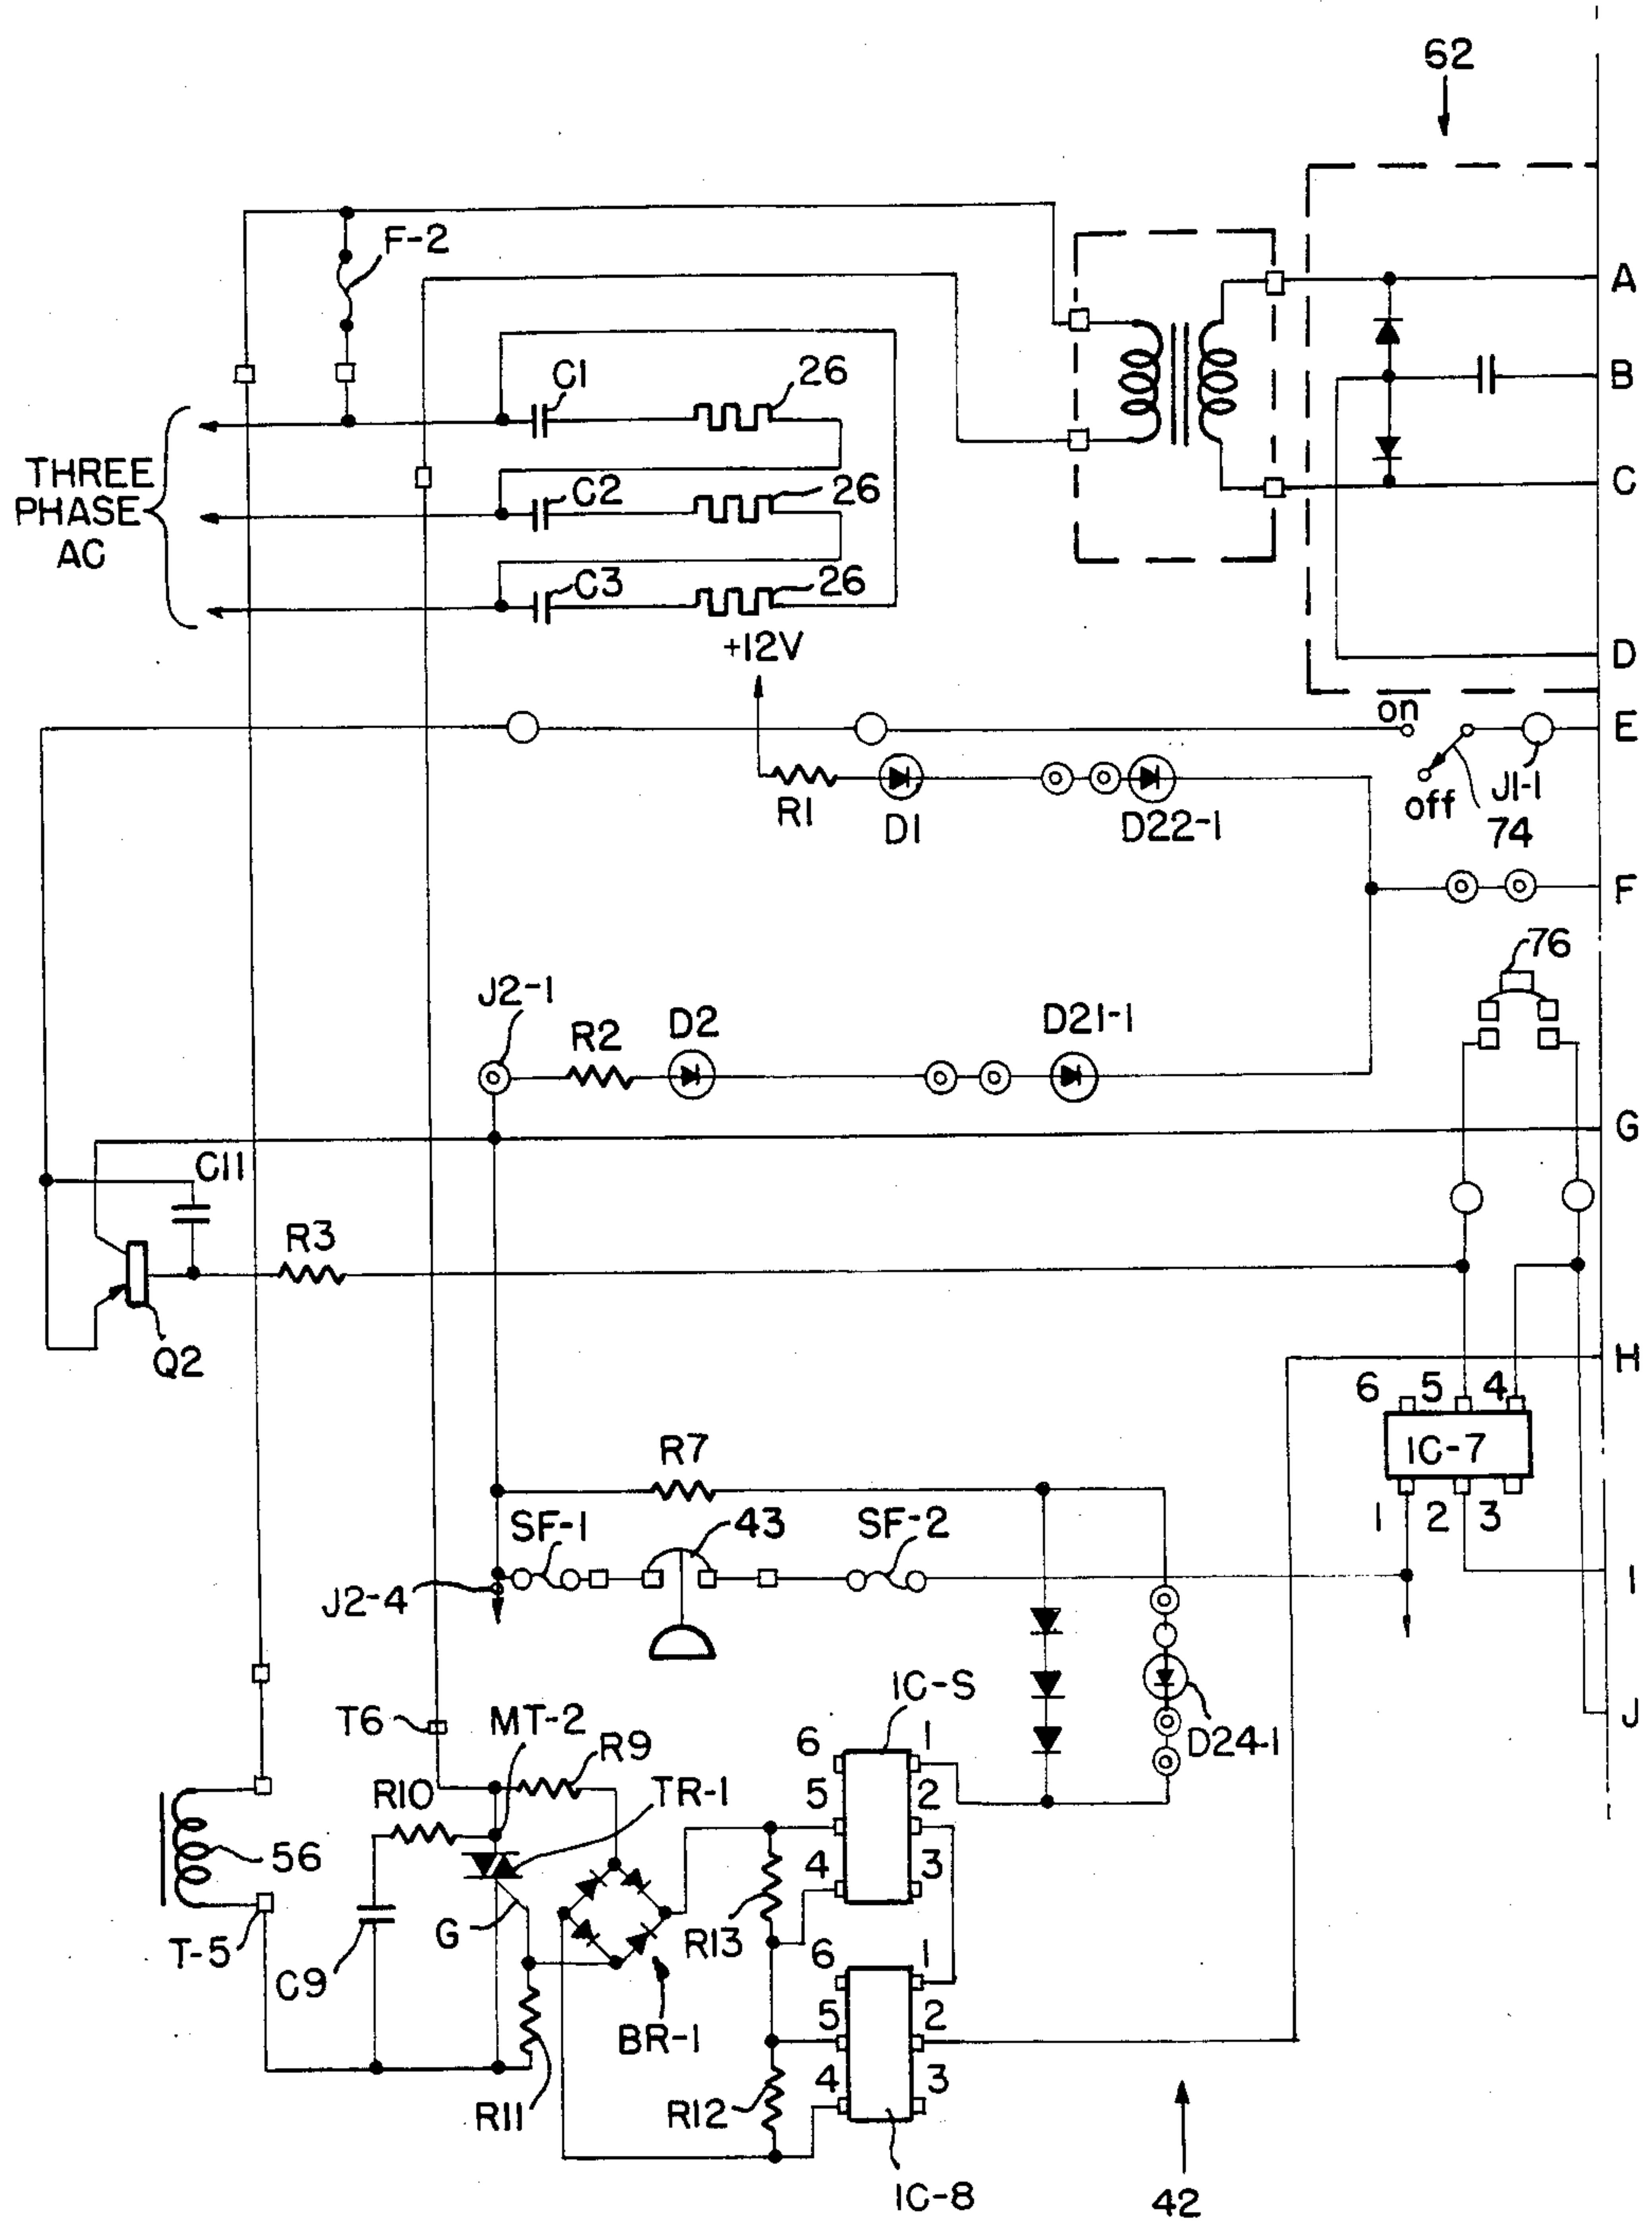 62
F-2
A
C1
26
B
THREE
PHASE
AC
C2
26
C
C3
26
+12V
D
on
E
R1
D1
D22-1
off
J1-1
74
F
76
J2-1
R2
D2
D21-1
G
C11
R3
Q2
H
6 5 4
IC-7
R7
1 2 3
SF-1
43
SF-2
I
J2-4
IC-S
T6
MT-2
R9
6
1
J
D24-1
R10
TR-1
5
2
56
4
3
G
R13
T-5
C9
6
1
5
2
BR-1
4
3
R11
R12
IC-8
42